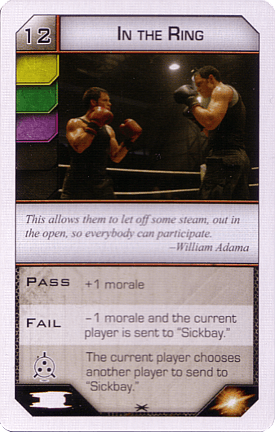 12 In the Ring
This allows them to let off some steam, out in
the open, so everybody can participate.
–William Adama
Pass +1 morale
Fail –1 morale and the current
player is sent to “Sickbay.”
The current player chooses
another player to send to
“Sickbay.”